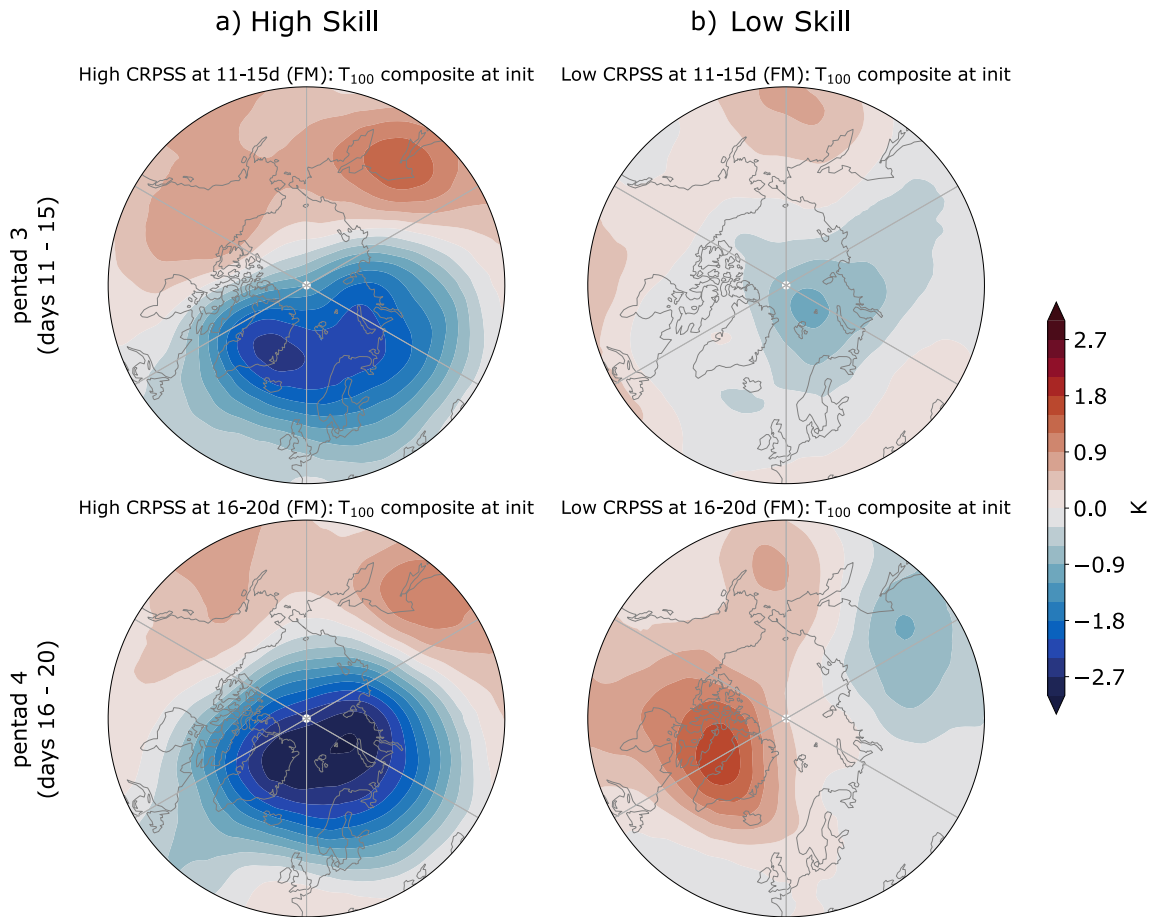 a) High Skill
b) Low Skill
High CRPSS at 11-15d (FM): T₁₀₀ composite at init
Low CRPSS at 11-15d (FM): T₁₀₀ composite at init
pentad 3
(days 11 - 15)
High CRPSS at 16-20d (FM): T₁₀₀ composite at init
Low CRPSS at 16-20d (FM): T₁₀₀ composite at init
pentad 4
(days 16 - 20)
2.7
1.8
0.9
0.0
−0.9
−1.8
−2.7
K